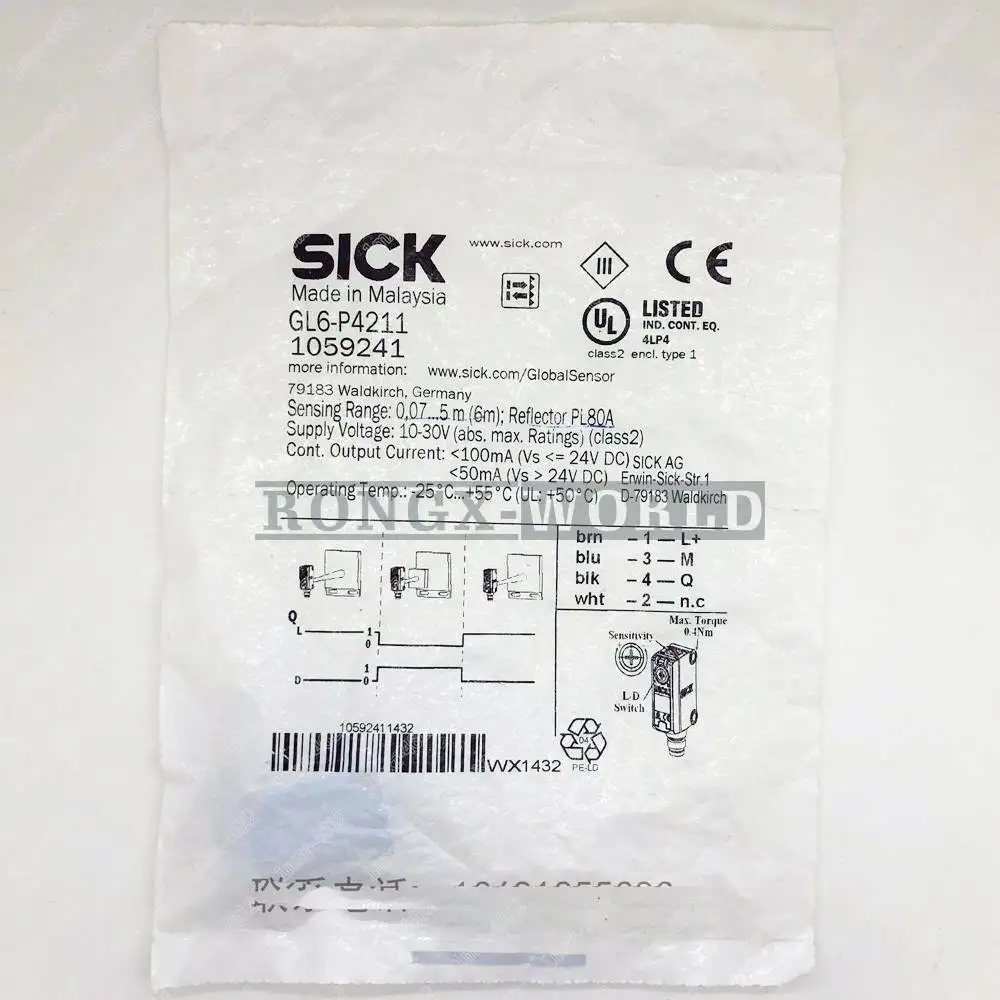 SICK
www.sick.com
III
CE
Made in Malaysia
UL
LISTED
IND. CONT. EQ.
4LP4
GL6-P4211
1059241
class2 encl. type 1
more information: www.sick.com/GlobalSensor
79183 Waldkirch, Germany
Sensing Range: 0,07...5 m (6m); Reflector PL80A
Supply Voltage: 10-30V (abs. max. Ratings) (class2)
Cont. Output Current: <100mA (Vs <= 24V DC) SICK AG
<50mA (Vs > 24V DC) Erwin-Sick-Str.1
Operating Temp.: -25°C...+55°C (UL: +50°C) D-79183 Waldkirch
RONGX-WORLD
brn - 1 — L+
blu - 3 — M
blk - 4 — Q
wht - 2 — n.c
Q
L 1
0
D 1
0
Max. Torque
0.4Nm
Sensitivity
L-D
Switch
SICK
10592411432
WX1432
04
PE-LD